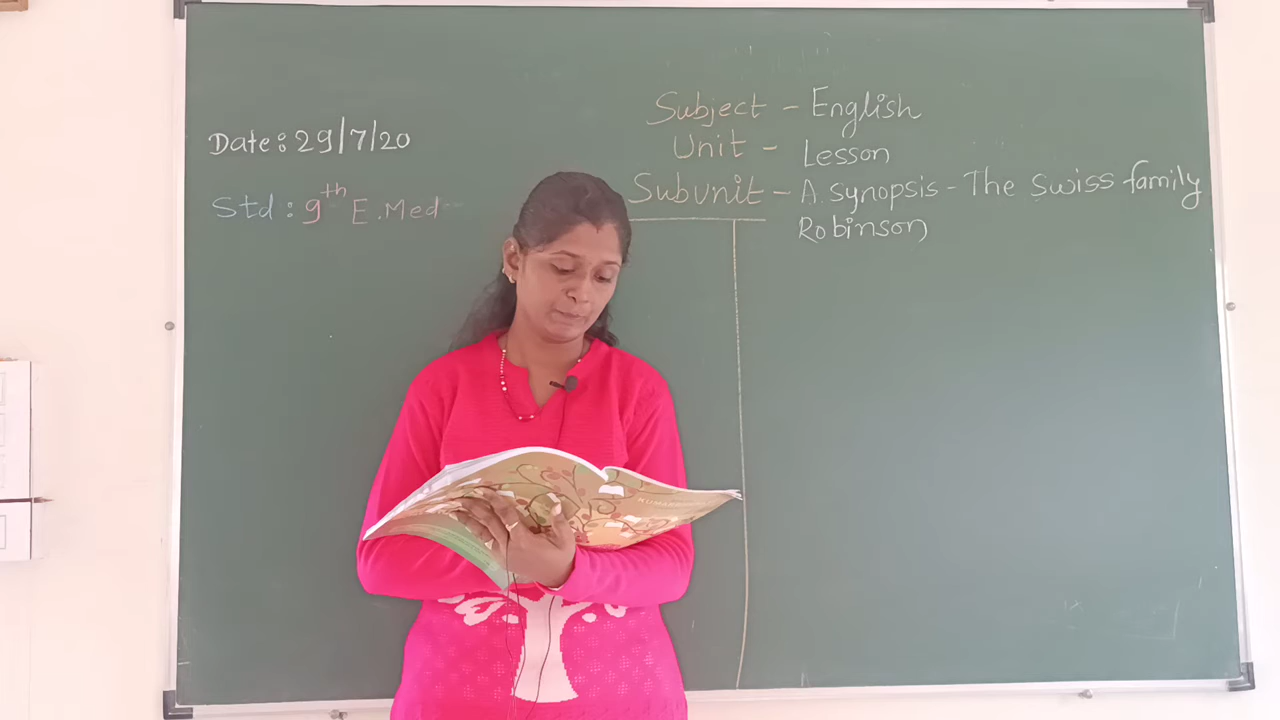 Date: 29/7/20
Std: 9th E.Med
Subject - English
Unit - Lesson
Subunit - A. synopsis - The Swiss family
Robinson